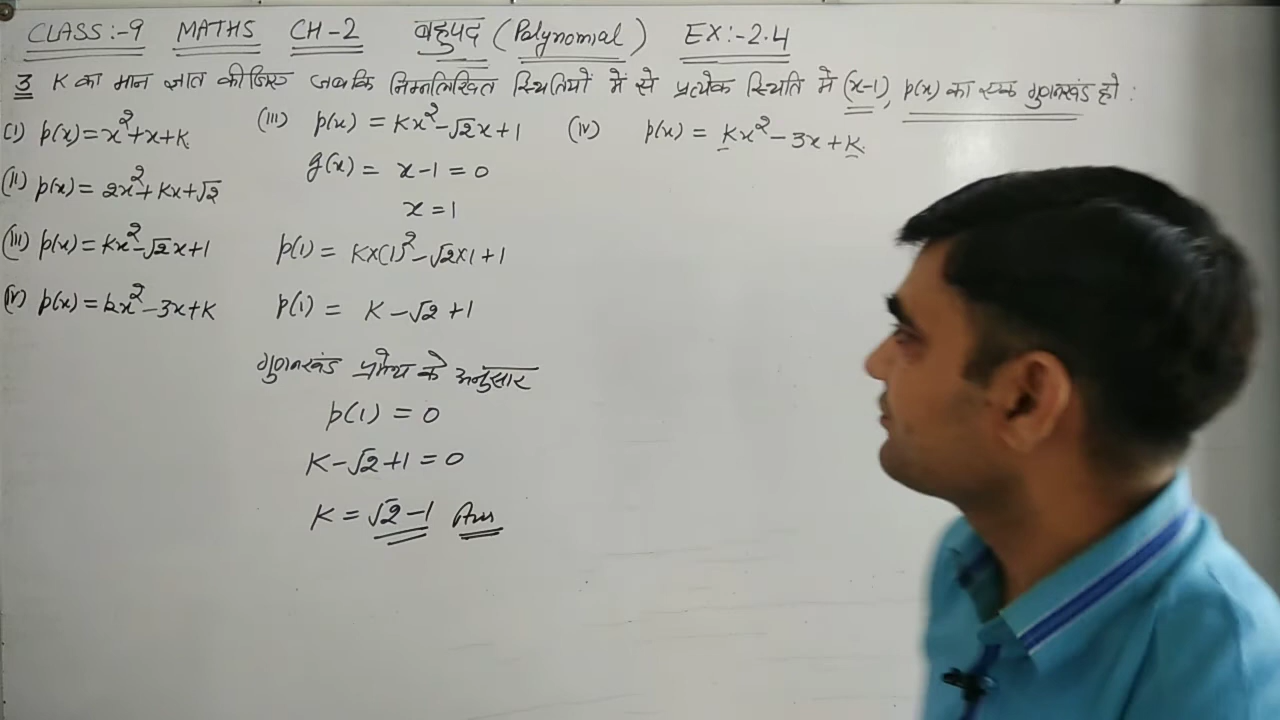 CLASS:-9 MATHS CH-2 बहुपद (Polynomial) EX:-2.4
3 K का मान ज्ञात कीजिए जबकि निम्नलिखित स्थितियों में से प्रत्येक स्थिति में (x-1), p(x) का एक गुणनखंड हो :
(i) p(x)=x²+x+K
(ii) p(x)=2x²+Kx+√2
(iii) p(x)=Kx²-√2x+1
(iv) p(x)=kx²-3x+K
(iii) p(x) = Kx²-√2x+1
g(x) = x-1=0
x=1
p(1) = K×(1)²-√2×1+1
p(1) = K-√2+1
गुणनखंड प्रमेय के अनुसार
p(1) = 0
K-√2+1=0
K = √2-1 Ans
(iv) p(x) = Kx²-3x+K.